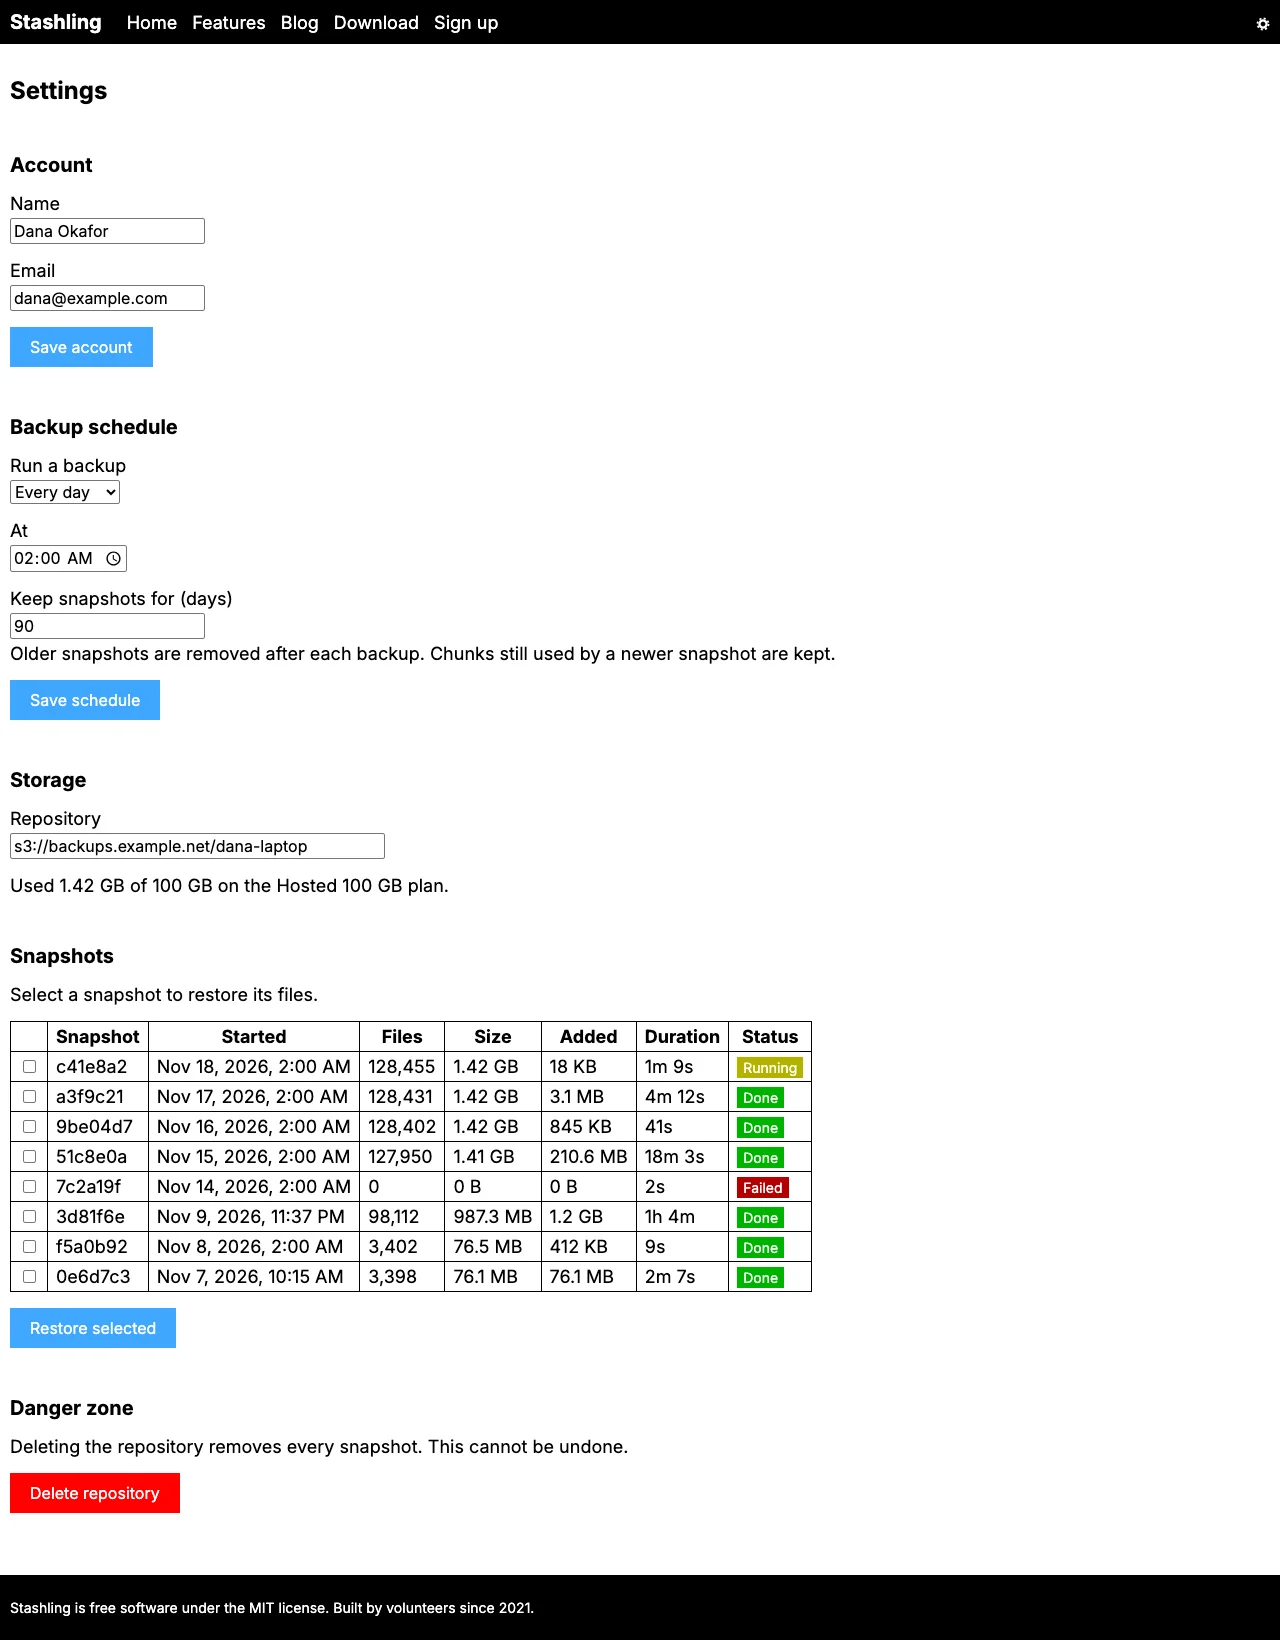 Stashling Home Features Blog Download Sign up
Settings
Account
Name
Dana Okafor
Email
dana@example.com
Save account
Backup schedule
Run a backup
Every day
At
02:00 AM
Keep snapshots for (days)
90
Older snapshots are removed after each backup. Chunks still used by a newer snapshot are kept.
Save schedule
Storage
Repository
s3://backups.example.net/dana-laptop
Used 1.42 GB of 100 GB on the Hosted 100 GB plan.
Snapshots
Select a snapshot to restore its files.
Snapshot Started Files Size Added Duration Status
c41e8a2 Nov 18, 2026, 2:00 AM 128,455 1.42 GB 18 KB 1m 9s Running
a3f9c21 Nov 17, 2026, 2:00 AM 128,431 1.42 GB 3.1 MB 4m 12s Done
9be04d7 Nov 16, 2026, 2:00 AM 128,402 1.42 GB 845 KB 41s Done
51c8e0a Nov 15, 2026, 2:00 AM 127,950 1.41 GB 210.6 MB 18m 3s Done
7c2a19f Nov 14, 2026, 2:00 AM 0 0 B 0 B 2s Failed
3d81f6e Nov 9, 2026, 11:37 PM 98,112 987.3 MB 1.2 GB 1h 4m Done
f5a0b92 Nov 8, 2026, 2:00 AM 3,402 76.5 MB 412 KB 9s Done
0e6d7c3 Nov 7, 2026, 10:15 AM 3,398 76.1 MB 76.1 MB 2m 7s Done
Restore selected
Danger zone
Deleting the repository removes every snapshot. This cannot be undone.
Delete repository
Stashling is free software under the MIT license. Built by volunteers since 2021.